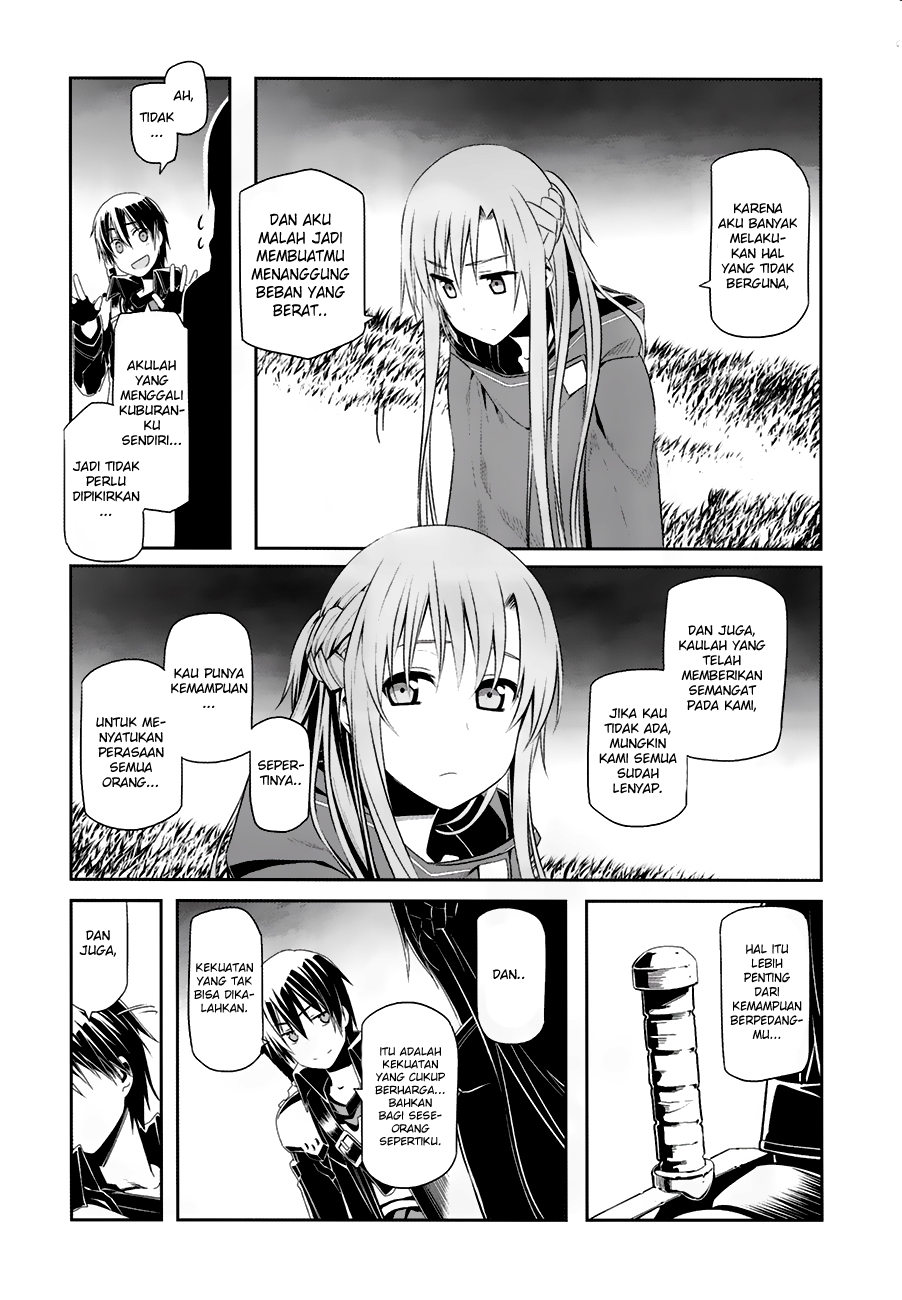 KARENA
AKU BANYAK
MELAKU-
KAN HAL
YANG TIDAK
BERGUNA,
DAN AKU
MALAH JADI
MEMBUATMU
MENANGGUNG
BEBAN YANG
BERAT..
AH,
TIDAK
...
AKULAH
YANG
MENGGALI
KUBURAN-
KU
SENDIRI...
JADI TIDAK
PERLU
DIPIKIRKAN
...
DAN JUGA,
KAULAH YANG
TELAH
MEMBERIKAN
SEMANGAT
PADA KAMI,
JIKA KAU
TIDAK ADA,
MUNGKIN
KAMI SEMUA
SUDAH
LENYAP.
SEPER-
TINYA..
KAU PUNYA
KEMAMPUAN
...
UNTUK ME-
NYATUKAN
PERASAAN
SEMUA
ORANG...
HAL ITU
LEBIH
PENTING
DARI
KEMAMPUAN
BERPEDANG-
MU...
DAN..
ITU ADALAH
KEKUATAN
YANG CUKUP
BERHARGA...
BAHKAN
BAGI SESE-
ORANG
SEPERTIKU.
KEKUATAN
YANG TAK
BISA DIKA-
LAHKAN.
DAN
JUGA,